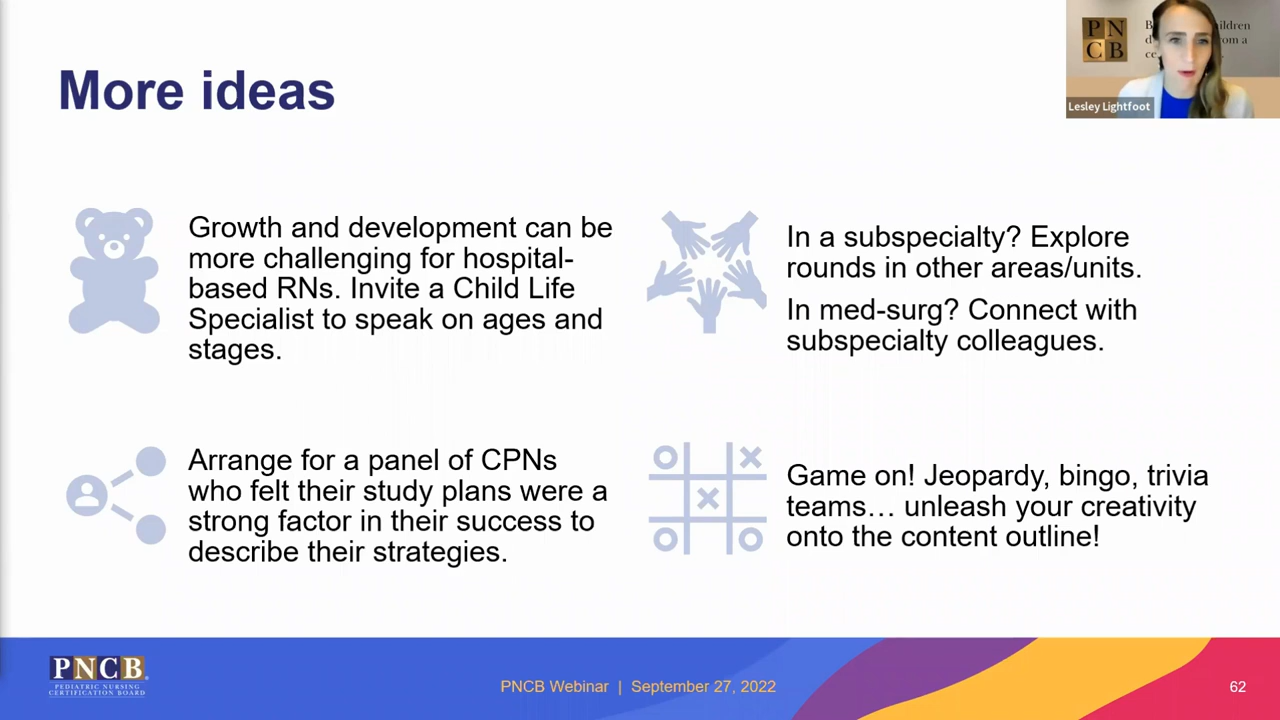 More ideas
PN
CB
Lesley Lightfoot
Growth and development can be
more challenging for hospital-
based RNs. Invite a Child Life
Specialist to speak on ages and
stages.
In a subspecialty? Explore
rounds in other areas/units.
In med-surg? Connect with
subspecialty colleagues.
Arrange for a panel of CPNs
who felt their study plans were a
strong factor in their success to
describe their strategies.
Game on! Jeopardy, bingo, trivia
teams… unleash your creativity
onto the content outline!
PNCB®
PEDIATRIC NURSING
CERTIFICATION BOARD
PNCB Webinar | September 27, 2022
62